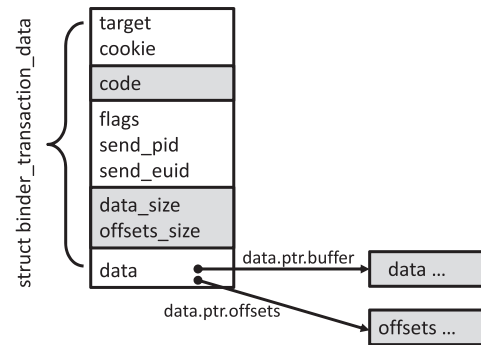 struct binder_transaction_data
target
cookie
code
flags
send_pid
send_euid
data_size
offsets_size
data
data.ptr.buffer
data ...
data.ptr.offsets
offsets ...